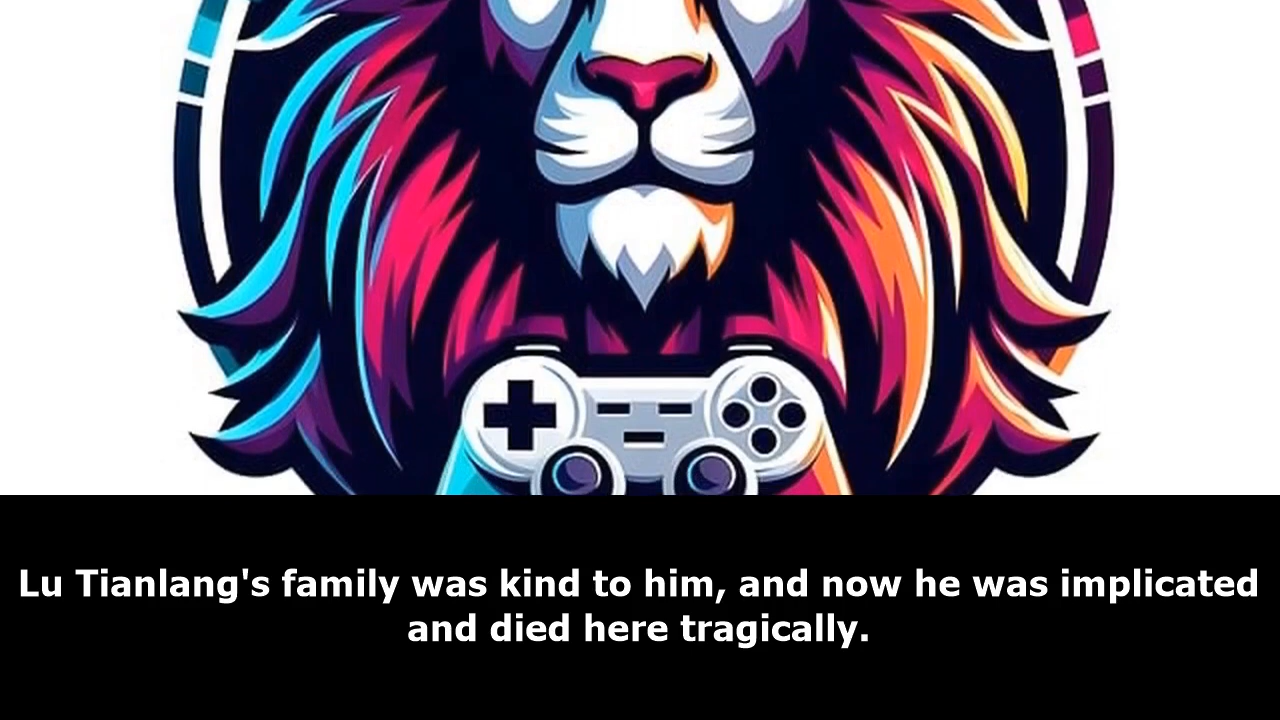 Lu Tianlang's family was kind to him, and now he was implicated
and died here tragically.